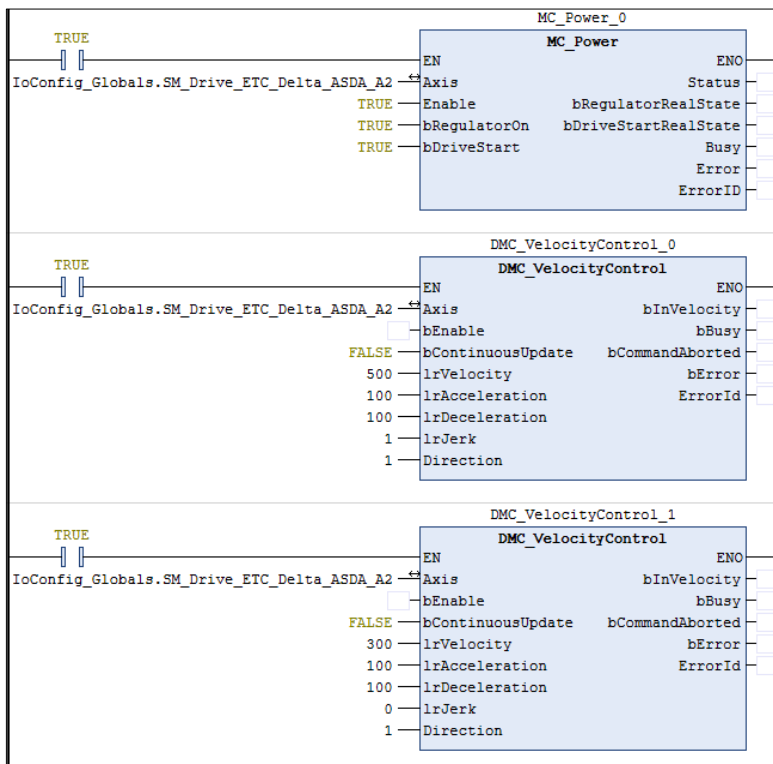 MC_Power_0
TRUE MC_Power
EN ENO
IoConfig_Globals.SM_Drive_ETC_Delta_ASDA_A2 Axis Status
TRUE Enable bRegulatorRealState
TRUE bRegulatorOn bDriveStartRealState
TRUE bDriveStart Busy
Error
ErrorID
DMC_VelocityControl_0
TRUE DMC_VelocityControl
EN ENO
IoConfig_Globals.SM_Drive_ETC_Delta_ASDA_A2 Axis bInVelocity
bEnable bBusy
FALSE bContinuousUpdate bCommandAborted
500 lrVelocity bError
100 lrAcceleration ErrorId
100 lrDeceleration
1 lrJerk
1 Direction
DMC_VelocityControl_1
TRUE DMC_VelocityControl
EN ENO
IoConfig_Globals.SM_Drive_ETC_Delta_ASDA_A2 Axis bInVelocity
bEnable bBusy
FALSE bContinuousUpdate bCommandAborted
300 lrVelocity bError
100 lrAcceleration ErrorId
100 lrDeceleration
0 lrJerk
1 Direction